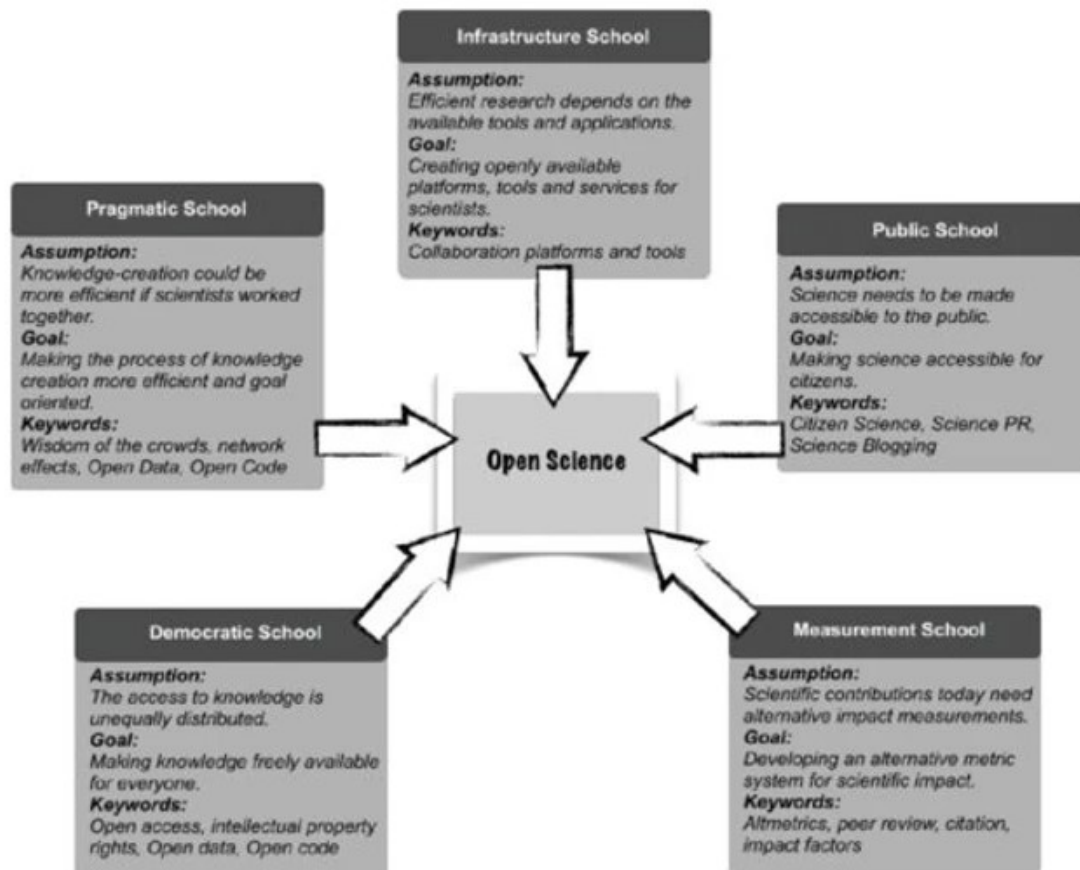 Infrastructure School
Assumption:
Efficient research depends on the
available tools and applications.
Goal:
Creating openly available
platforms, tools and services for
scientists.
Keywords:
Collaboration platforms and tools
Pragmatic School
Assumption:
Knowledge-creation could be
more efficient if scientists worked
together.
Goal:
Making the process of knowledge
creation more efficient and goal
oriented.
Keywords:
Wisdom of the crowds, network
effects, Open Data, Open Code
Public School
Assumption:
Science needs to be made
accessible to the public.
Goal:
Making science accessible for
citizens.
Keywords:
Citizen Science, Science PR,
Science Blogging
Open Science
Democratic School
Assumption:
The access to knowledge is
unequally distributed.
Goal:
Making knowledge freely available
for everyone.
Keywords:
Open access, intellectual property
rights, Open data, Open code
Measurement School
Assumption:
Scientific contributions today need
alternative impact measurements.
Goal:
Developing an alternative metric
system for scientific impact.
Keywords:
Altmetrics, peer review, citation,
impact factors